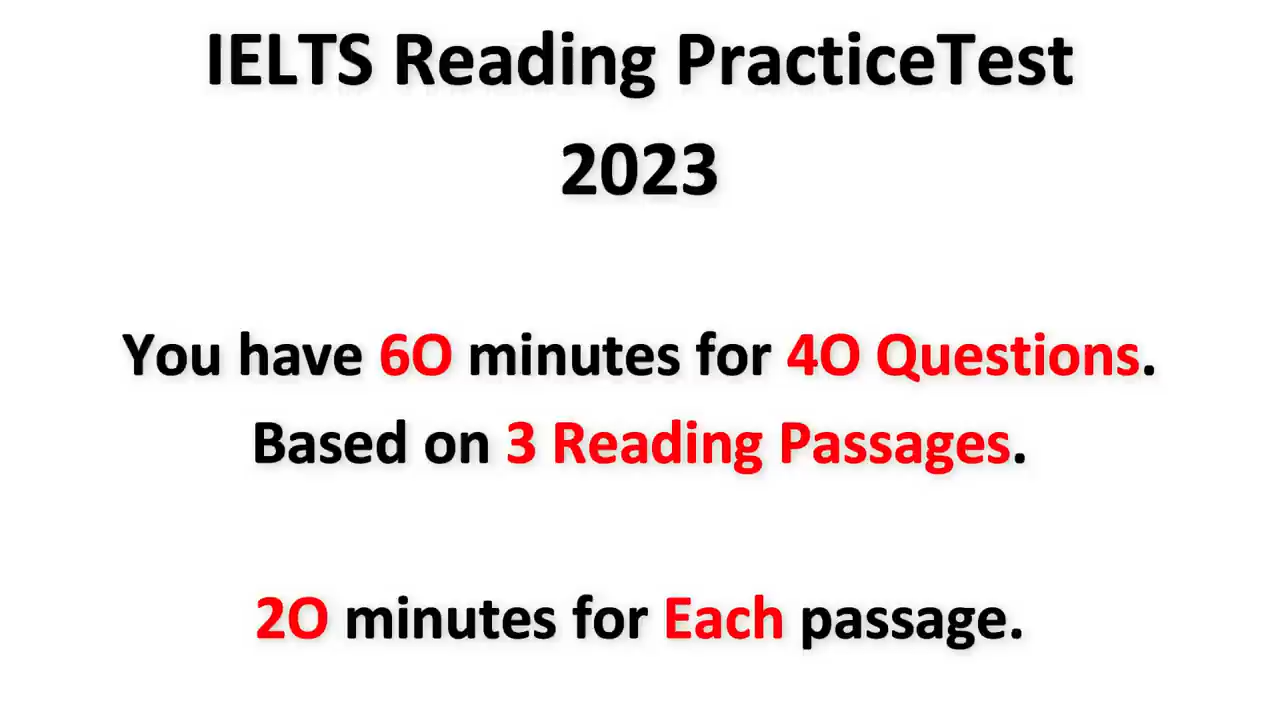 IELTS Reading PracticeTest
2023
You have 6O minutes for 4O Questions.
Based on 3 Reading Passages.
2O minutes for Each passage.